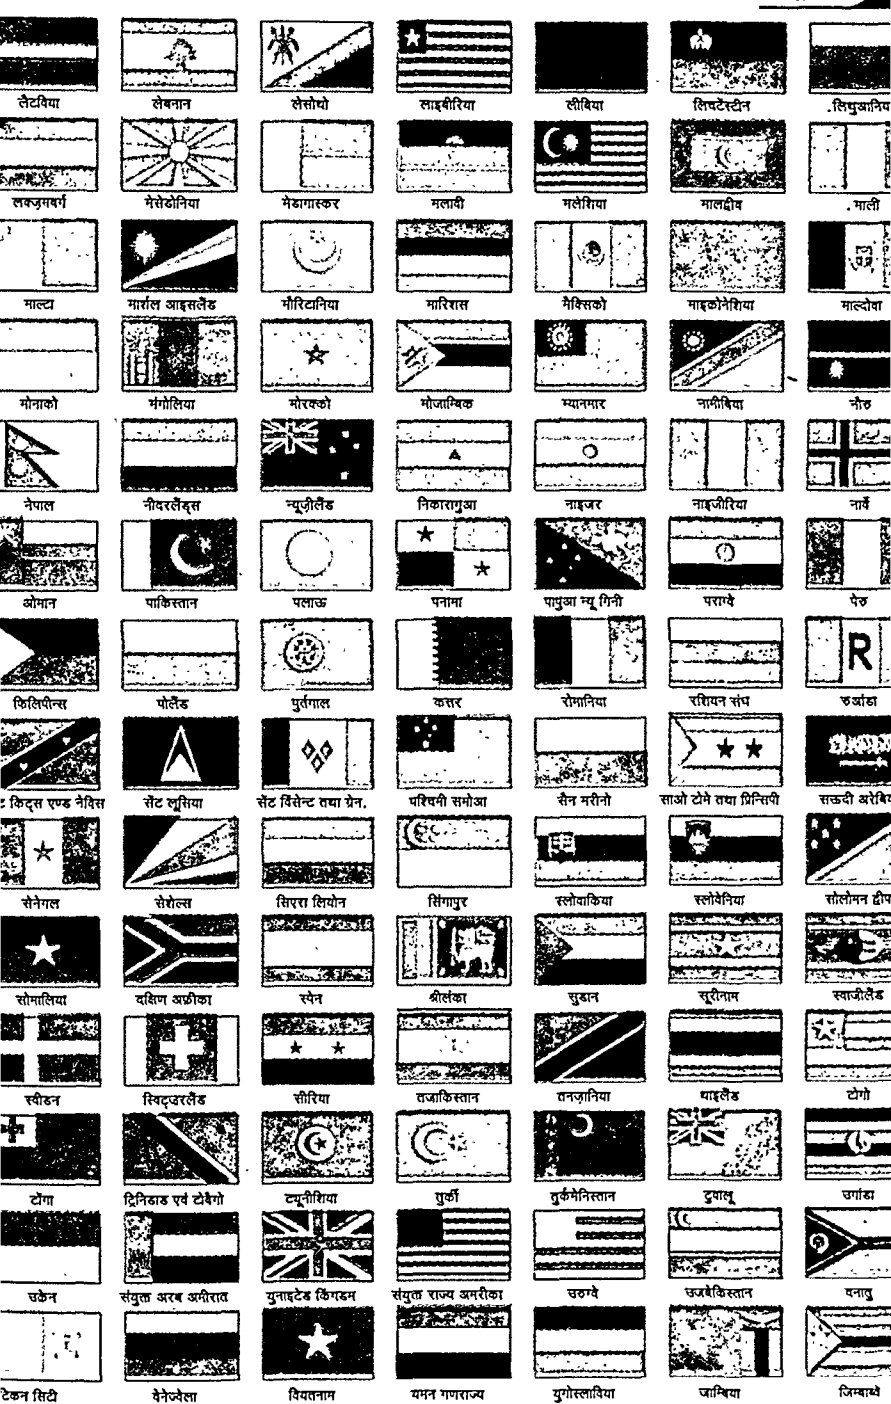 लैटविया लेबनान लेसोथो लाइबीरिया लीबिया लिचटेंस्टीन लिथुआनिय
लक्ज़मबर्ग मेसेडोनिया मेडागास्कर मलावी मलेशिया मालद्वीव माली
माल्टा मार्शल आइसलैंड मौरिटानिया मारिशस मैक्सिको माइक्रोनेशिया माल्दोवा
मोनाको मंगोलिया मोरक्को मोजाम्बिक म्यानमार नामीबिया नौरु
नेपाल नीदरलैंड्स न्यूज़ीलैंड निकारागुआ नाइजर नाइजीरिया नार्वे
ओमान पाकिस्तान पलाऊ पनामा पापुआ न्यू गिनी पराग्वे पेरु
फिलिपीन्स पोलैंड पुर्तगाल कत्तर रोमानिया रशियन संघ रुआंडा
R
ट किट्स एण्ड नेविस सेंट लूसिया सेंट विंसेन्ट तथा ग्रेन. पश्चिमी समोआ सैन मरीनो साओ टोमे तथा प्रिन्सिपी सऊदी अरेबि
सेनेगल सेशेल्स सिएरा लियोन सिंगापुर स्लोवाकिया स्लोवेनिया सोलोमन द्वीप
सोमालिया दक्षिण अफ्रीका स्पेन श्रीलंका सुडान सूरीनाम स्वाजीलैंड
स्वीडन स्विट्ज़रलैंड सीरिया तजाकिस्तान तनज़ानिया थाइलैंड टोगो
टोंगा ट्रिनिडाड एवं टोबैगो ट्यूनीशिया तुर्की तुर्कमेनिस्तान टुवालू उगांडा
उक्रेन संयुक्त अरब अमीरात युनाइटेड किंगडम संयुक्त राज्य अमरीका उरुग्वे उजबेकिस्तान वनातु
टिकन सिटी वेनेज्वेला वियतनाम यमन गणराज्य युगोस्लाविया जाम्बिया जिम्बाब्वे